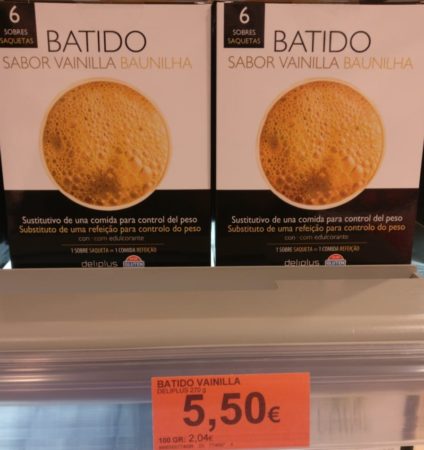 6
SOBRES
SAQUETAS
BATIDO
SABOR VAINILLA BAUNILHA
Sustitutivo de una comida para control del peso
Substituto de uma refeição para controlo do peso
con · com edulcorante
1 SOBRE SAQUETA = 1 COMIDA REFEIÇÃO
deliplus
GLUTEN
6
SOBRES
SAQUETAS
BATIDO
SABOR VAINILLA BAUNILHA
Sustitutivo de una comida para control del peso
Substituto de uma refeição para controlo do peso
con · com edulcorante
1 SOBRE SAQUETA = 1 COMIDA REFEIÇÃO
deliplus
GLUTEN
BATIDO VAINILLA
DELIPLUS 270 g
5,50€
100 GR: 2,04€